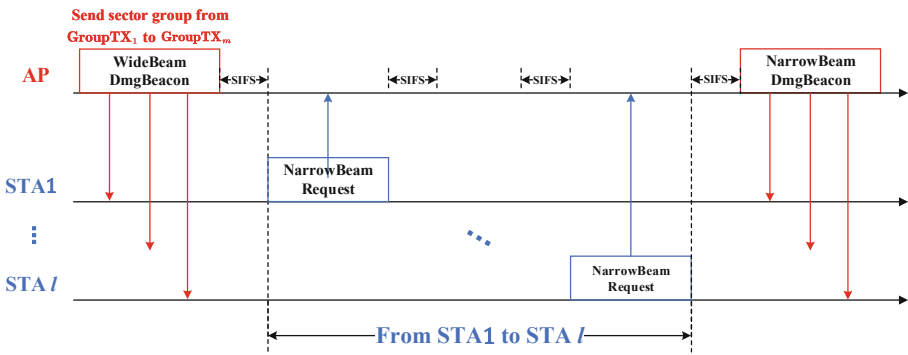 Send sector group from
GroupTX₁ to GroupTXₘ
AP
WideBeam
DmgBeacon
SIFS
SIFS
SIFS
SIFS
NarrowBeam
DmgBeacon
STA1
NarrowBeam
Request
STA l
NarrowBeam
Request
From STA1 to STA l